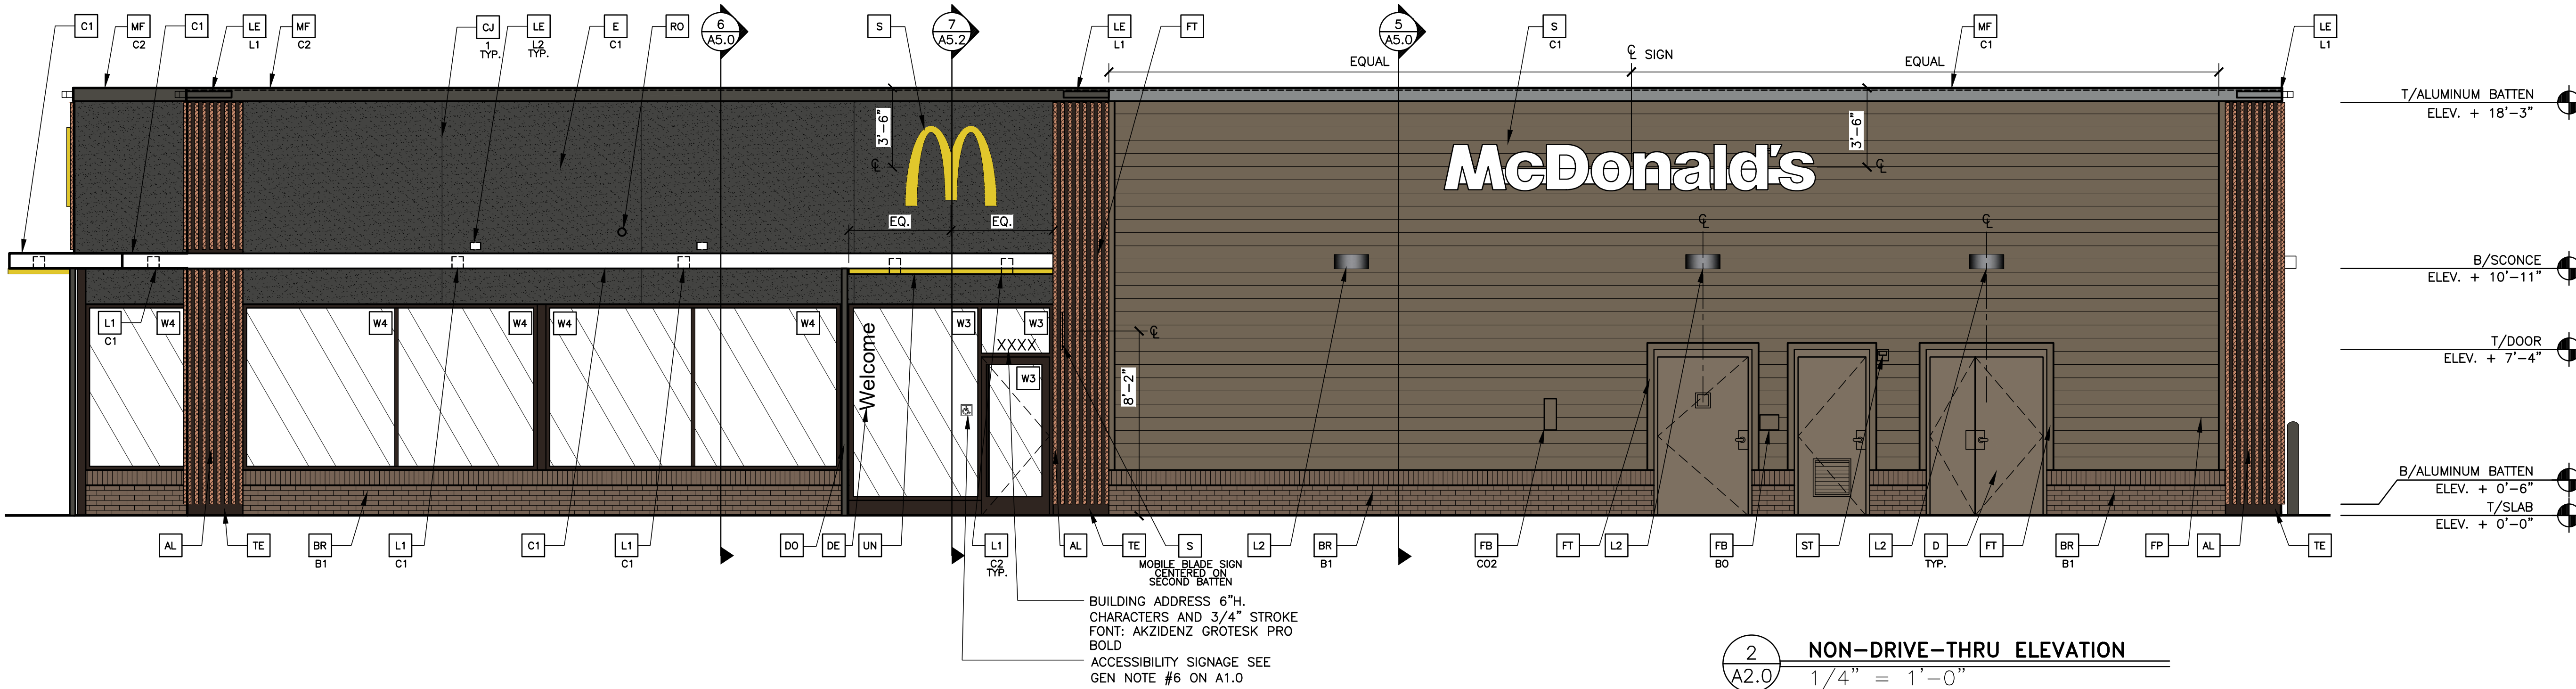 C1
MF
C2
C1
LE
L1
MF
C2
CJ
1
TYP.
LE
L2
TYP.
E
C1
RO
6
A5.0
S
7
A5.2
LE
L1
FT
5
A5.0
S
C1
℄ SIGN
MF
C1
LE
L1
EQUAL
EQUAL
T/ALUMINUM BATTEN
ELEV. + 18'-3"
3'-6"
℄
3'-6"
℄
McDonald's
EQ.
EQ.
℄
℄
B/SCONCE
ELEV. + 10'-11"
L1
C1
W4
W4
W4
W4
W4
Welcome
W3
W3
XXXX
W3
℄
8'-2"
T/DOOR
ELEV. + 7'-4"
B/ALUMINUM BATTEN
ELEV. + 0'-6"
T/SLAB
ELEV. + 0'-0"
AL
TE
BR
B1
L1
C1
C1
L1
C1
DO
DE
UN
L1
C2
TYP.
AL
TE
S
MOBILE BLADE SIGN
CENTERED ON
SECOND BATTEN
L2
BR
B1
FB
CO2
FT
L2
FB
BO
ST
L2
D
TYP.
FT
BR
B1
FP
AL
TE
BUILDING ADDRESS 6"H.
CHARACTERS AND 3/4" STROKE
FONT: AKZIDENZ GROTESK PRO
BOLD
ACCESSIBILITY SIGNAGE SEE
GEN NOTE #6 ON A1.0
2
A2.0
NON-DRIVE-THRU ELEVATION
1/4" = 1'-0"